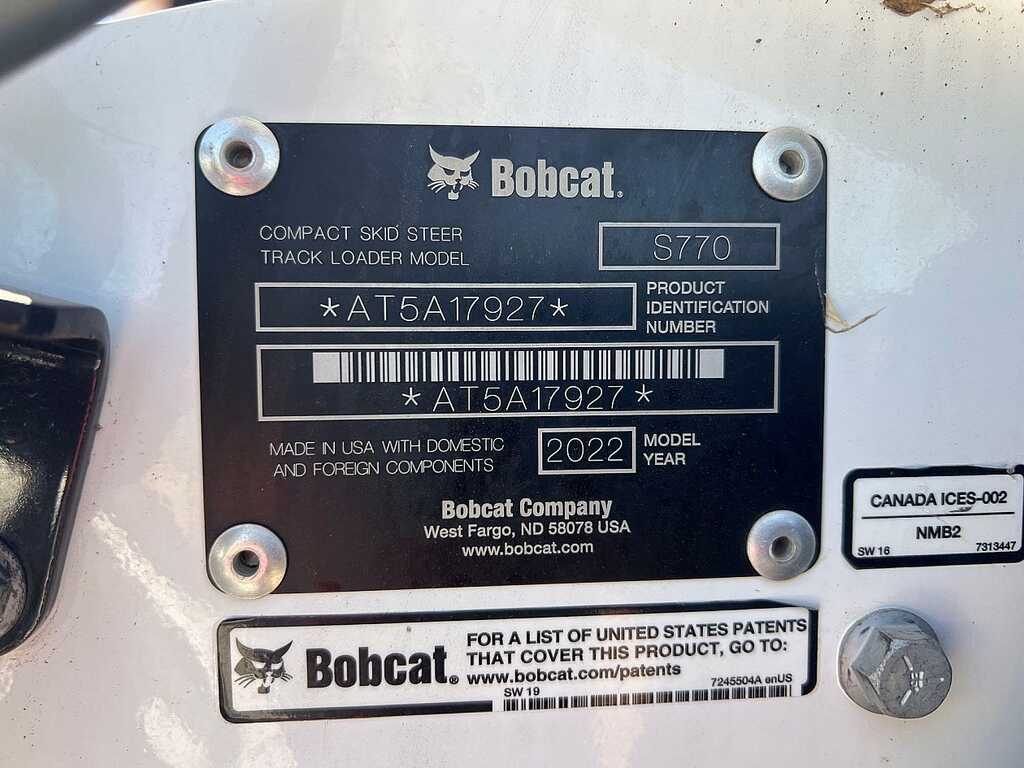 Bobcat®
COMPACT SKID STEER
TRACK LOADER MODEL
S770
*AT5A17927*
PRODUCT
IDENTIFICATION
NUMBER
*AT5A17927*
MADE IN USA WITH DOMESTIC
AND FOREIGN COMPONENTS
2022
MODEL
YEAR
Bobcat Company
West Fargo, ND 58078 USA
www.bobcat.com
CANADA ICES-002
NMB2
SW 16
7313447
Bobcat®
FOR A LIST OF UNITED STATES PATENTS
THAT COVER THIS PRODUCT, GO TO:
www.bobcat.com/patents
SW 19
7245504A enUS